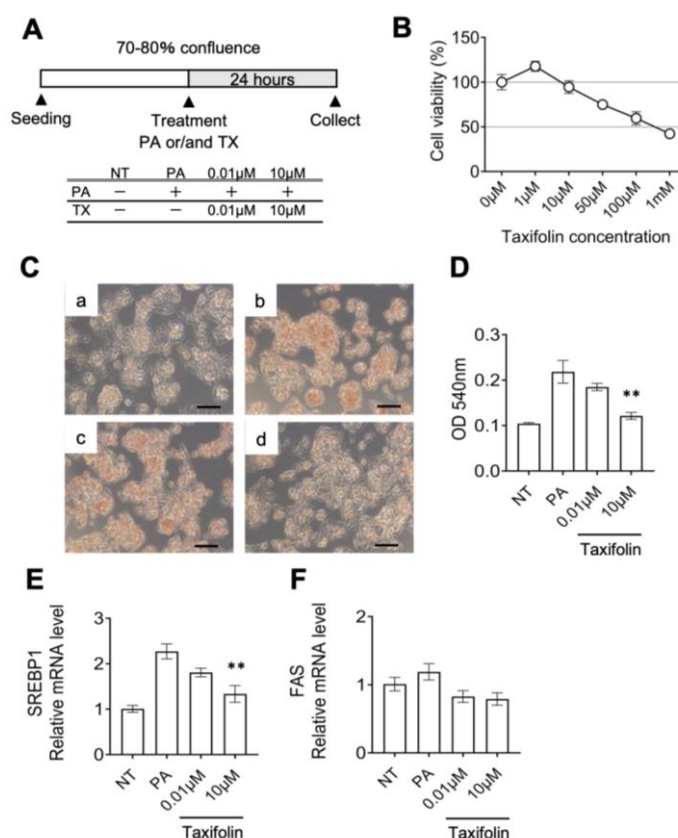 A
70-80% confluence
24 hours
Seeding
Treatment
Collect
PA or/and TX
NT PA 0.01µM 10µM
PA − + + +
TX − − 0.01µM 10µM
B
Cell viability (%)
150
100
50
0
0µM
1µM
10µM
50µM
100µM
1mM
Taxifolin concentration
C
a
b
c
d
D
OD 540nm
0.3
0.2
0.1
0.0
**
NT
PA
0.01µM
10µM
Taxifolin
E
SREBP1
Relative mRNA level
3
2
1
0
**
NT
PA
0.01µM
10µM
Taxifolin
F
FAS
Relative mRNA level
2
1
0
NT
PA
0.01µM
10µM
Taxifolin